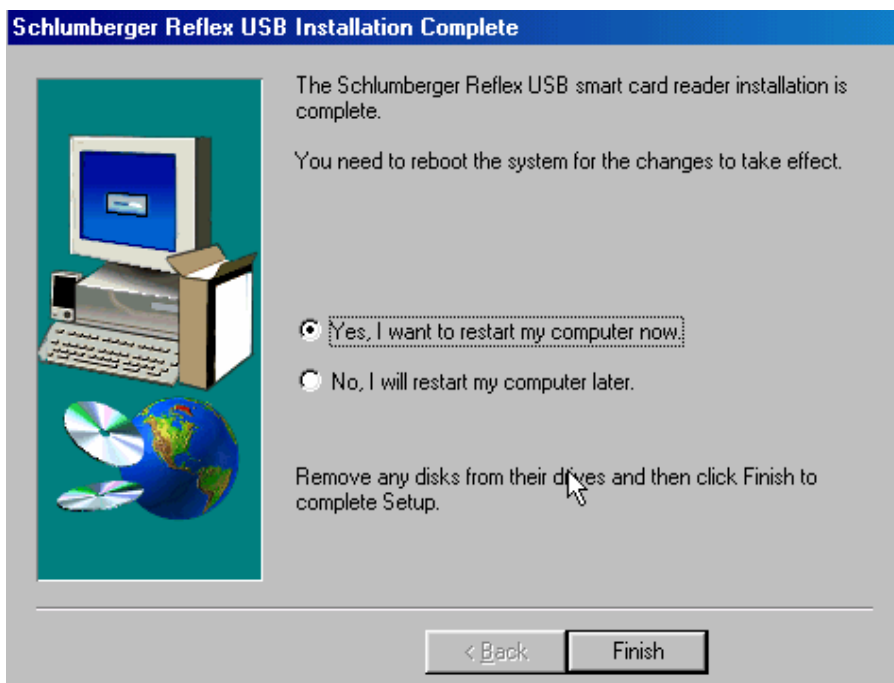 Schlumberger Reflex USB Installation Complete
The Schlumberger Reflex USB smart card reader installation is
complete.
You need to reboot the system for the changes to take effect.
Yes, I want to restart my computer now.
No, I will restart my computer later.
Remove any disks from their drives and then click Finish to
complete Setup.
< Back
Finish